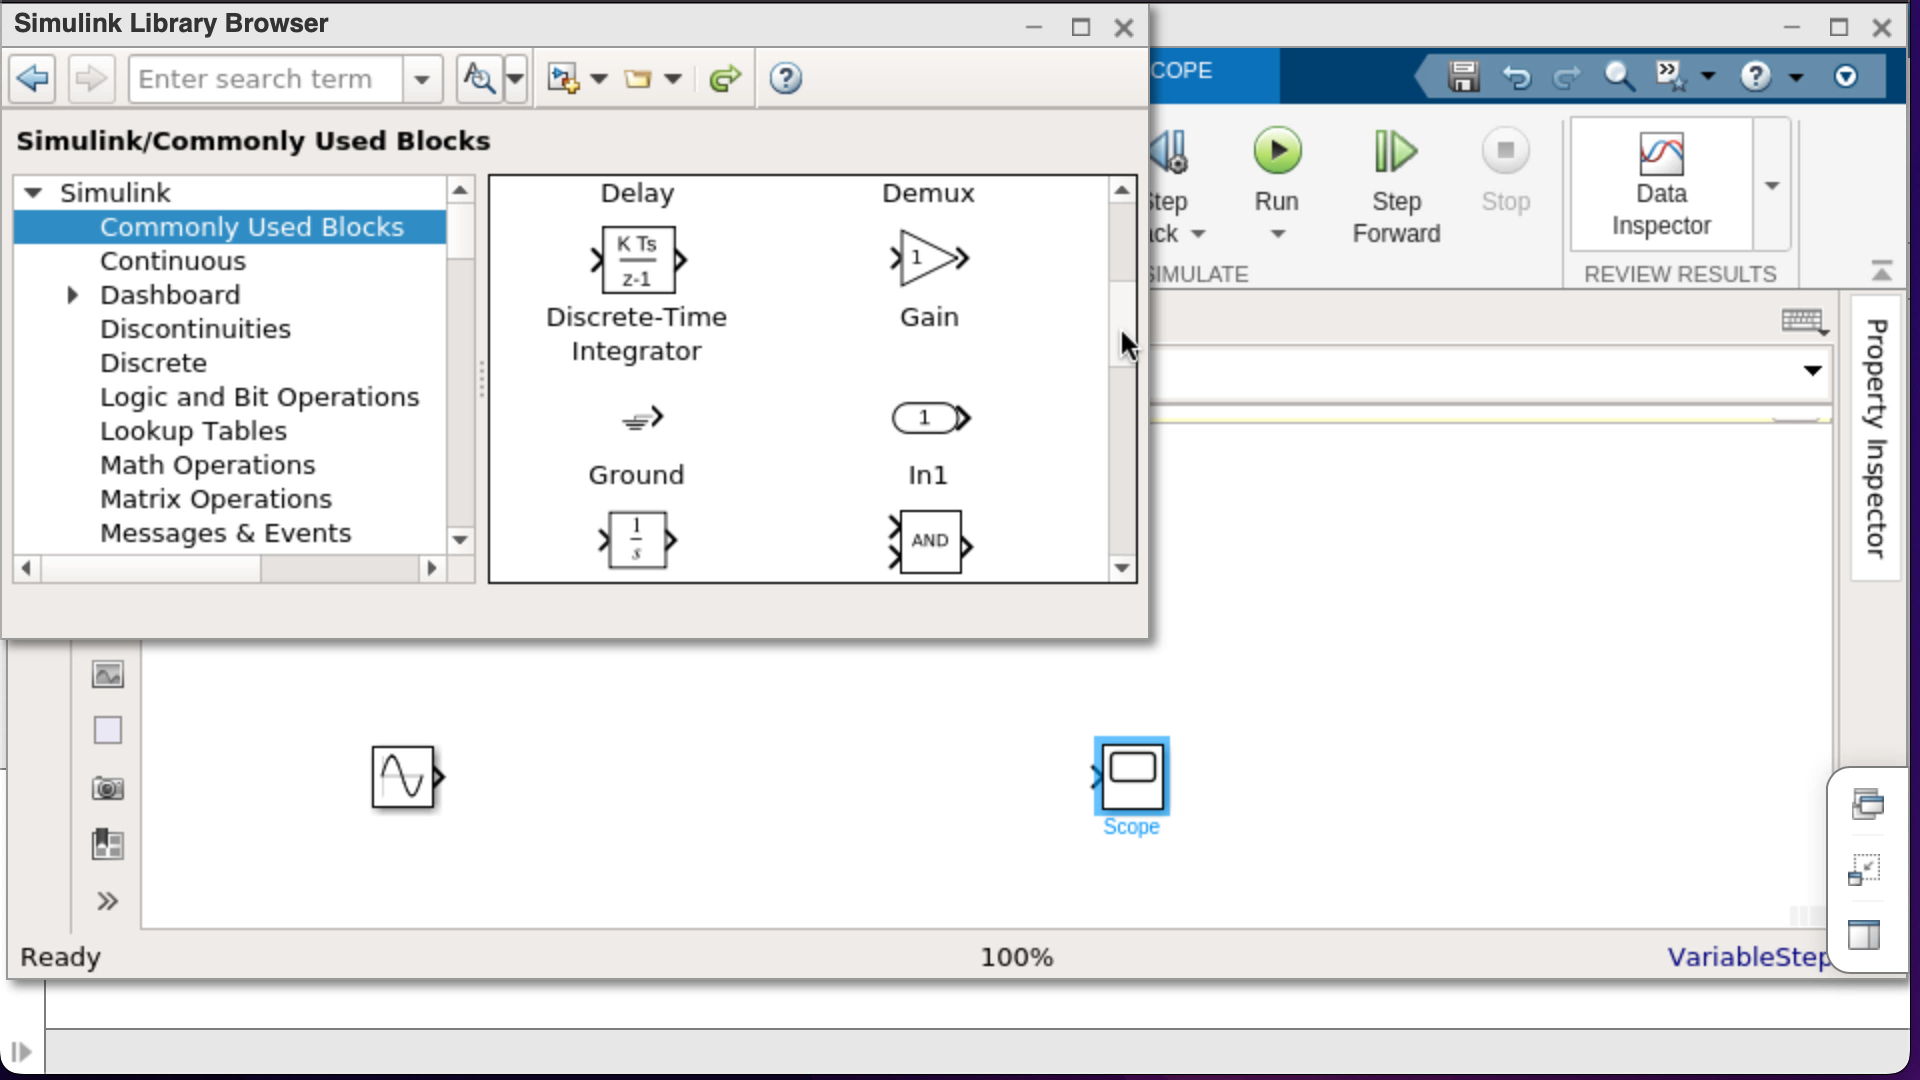 Simulink Library Browser
Enter search term
COPE
Simulink/Commonly Used Blocks
Simulink
Commonly Used Blocks
Continuous
Dashboard
Discontinuities
Discrete
Logic and Bit Operations
Lookup Tables
Math Operations
Matrix Operations
Messages & Events
Delay
Demux
K Ts
z-1
1
Discrete-Time
Integrator
Gain
1
Ground
In1
1
s
AND
tep
ck
Run
Step
Forward
Stop
Data
Inspector
SIMULATE
REVIEW RESULTS
Property Inspector
Scope
Ready
100%
VariableStep